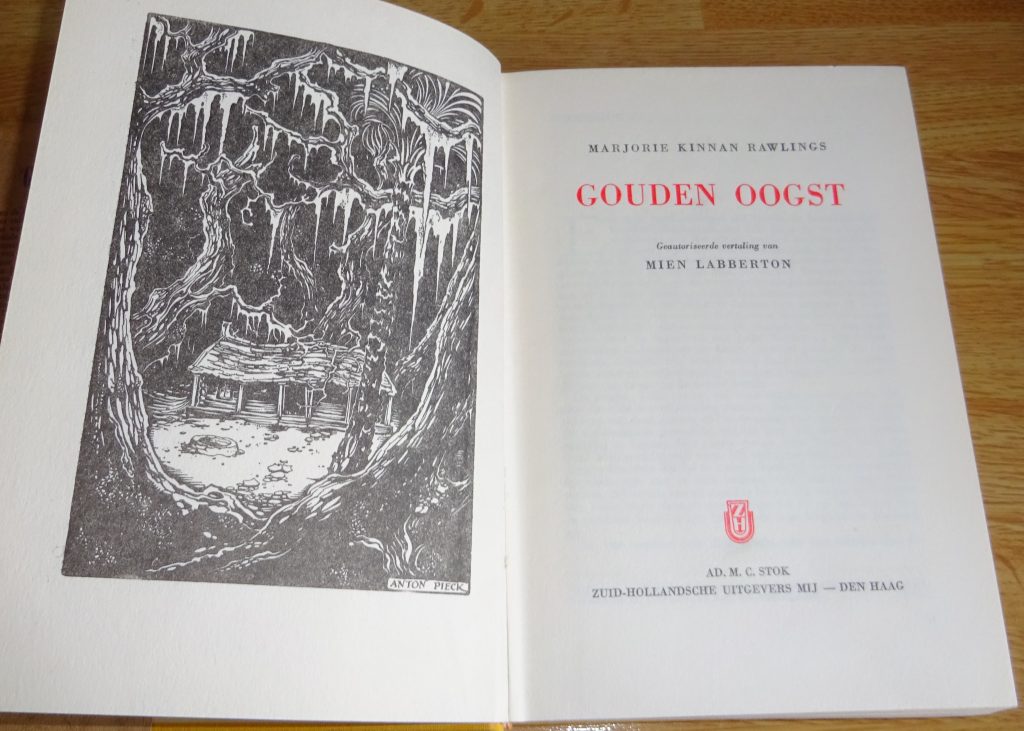 ANTON PIECK
MARJORIE KINNAN RAWLINGS
GOUDEN OOGST
Geautoriseerde vertaling van
MIEN LABBERTON
ZH
AD. M. C. STOK
ZUID-HOLLANDSCHE UITGEVERS MIJ — DEN HAAG